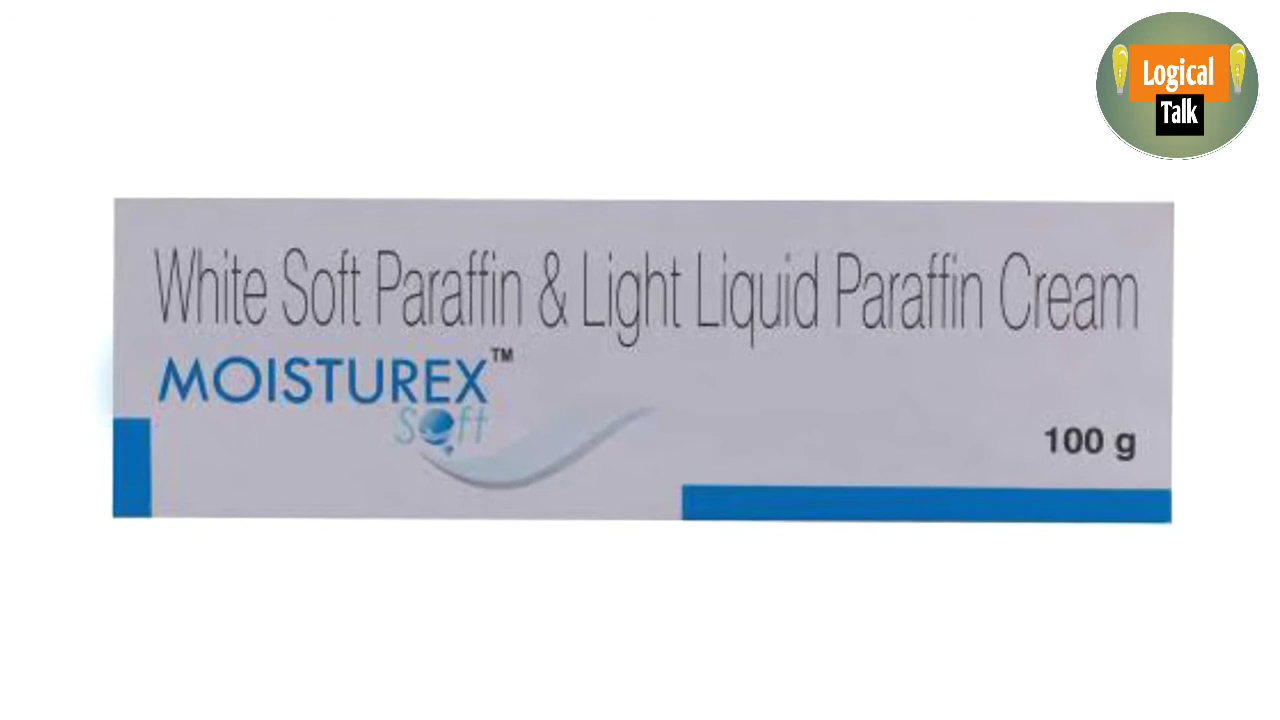 Logical
Talk
White Soft Paraffin & Light Liquid Paraffin Cream
MOISTUREX™
Soft
100 g